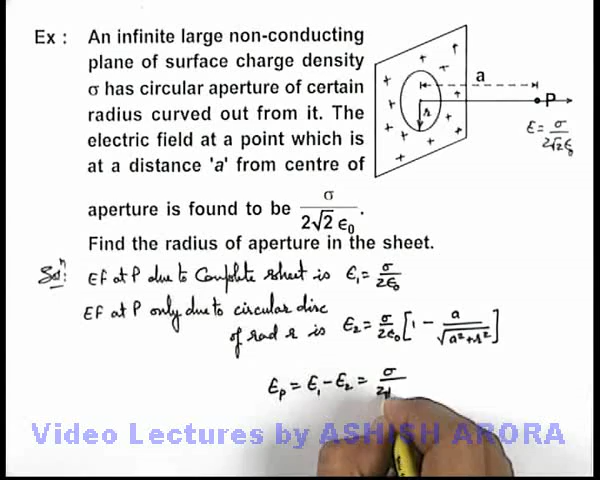 Ex : An infinite large non-conducting
plane of surface charge density
σ has circular aperture of certain
radius curved out from it. The
electric field at a point which is
at a distance 'a' from centre of
aperture is found to be σ/2√2 ε₀.
Find the radius of aperture in the sheet.
a
P
r
E = σ/2√2ε₀
Solⁿ: EF at P due to Complete sheet is E₁ = σ/2ε₀
EF at P only due to circular disc
of rad r is E₂ = σ/2ε₀ [1 - a/√(a²+r²)]
Eₚ = E₁ - E₂ = σ/2
Video Lectures by ASHISH ARORA